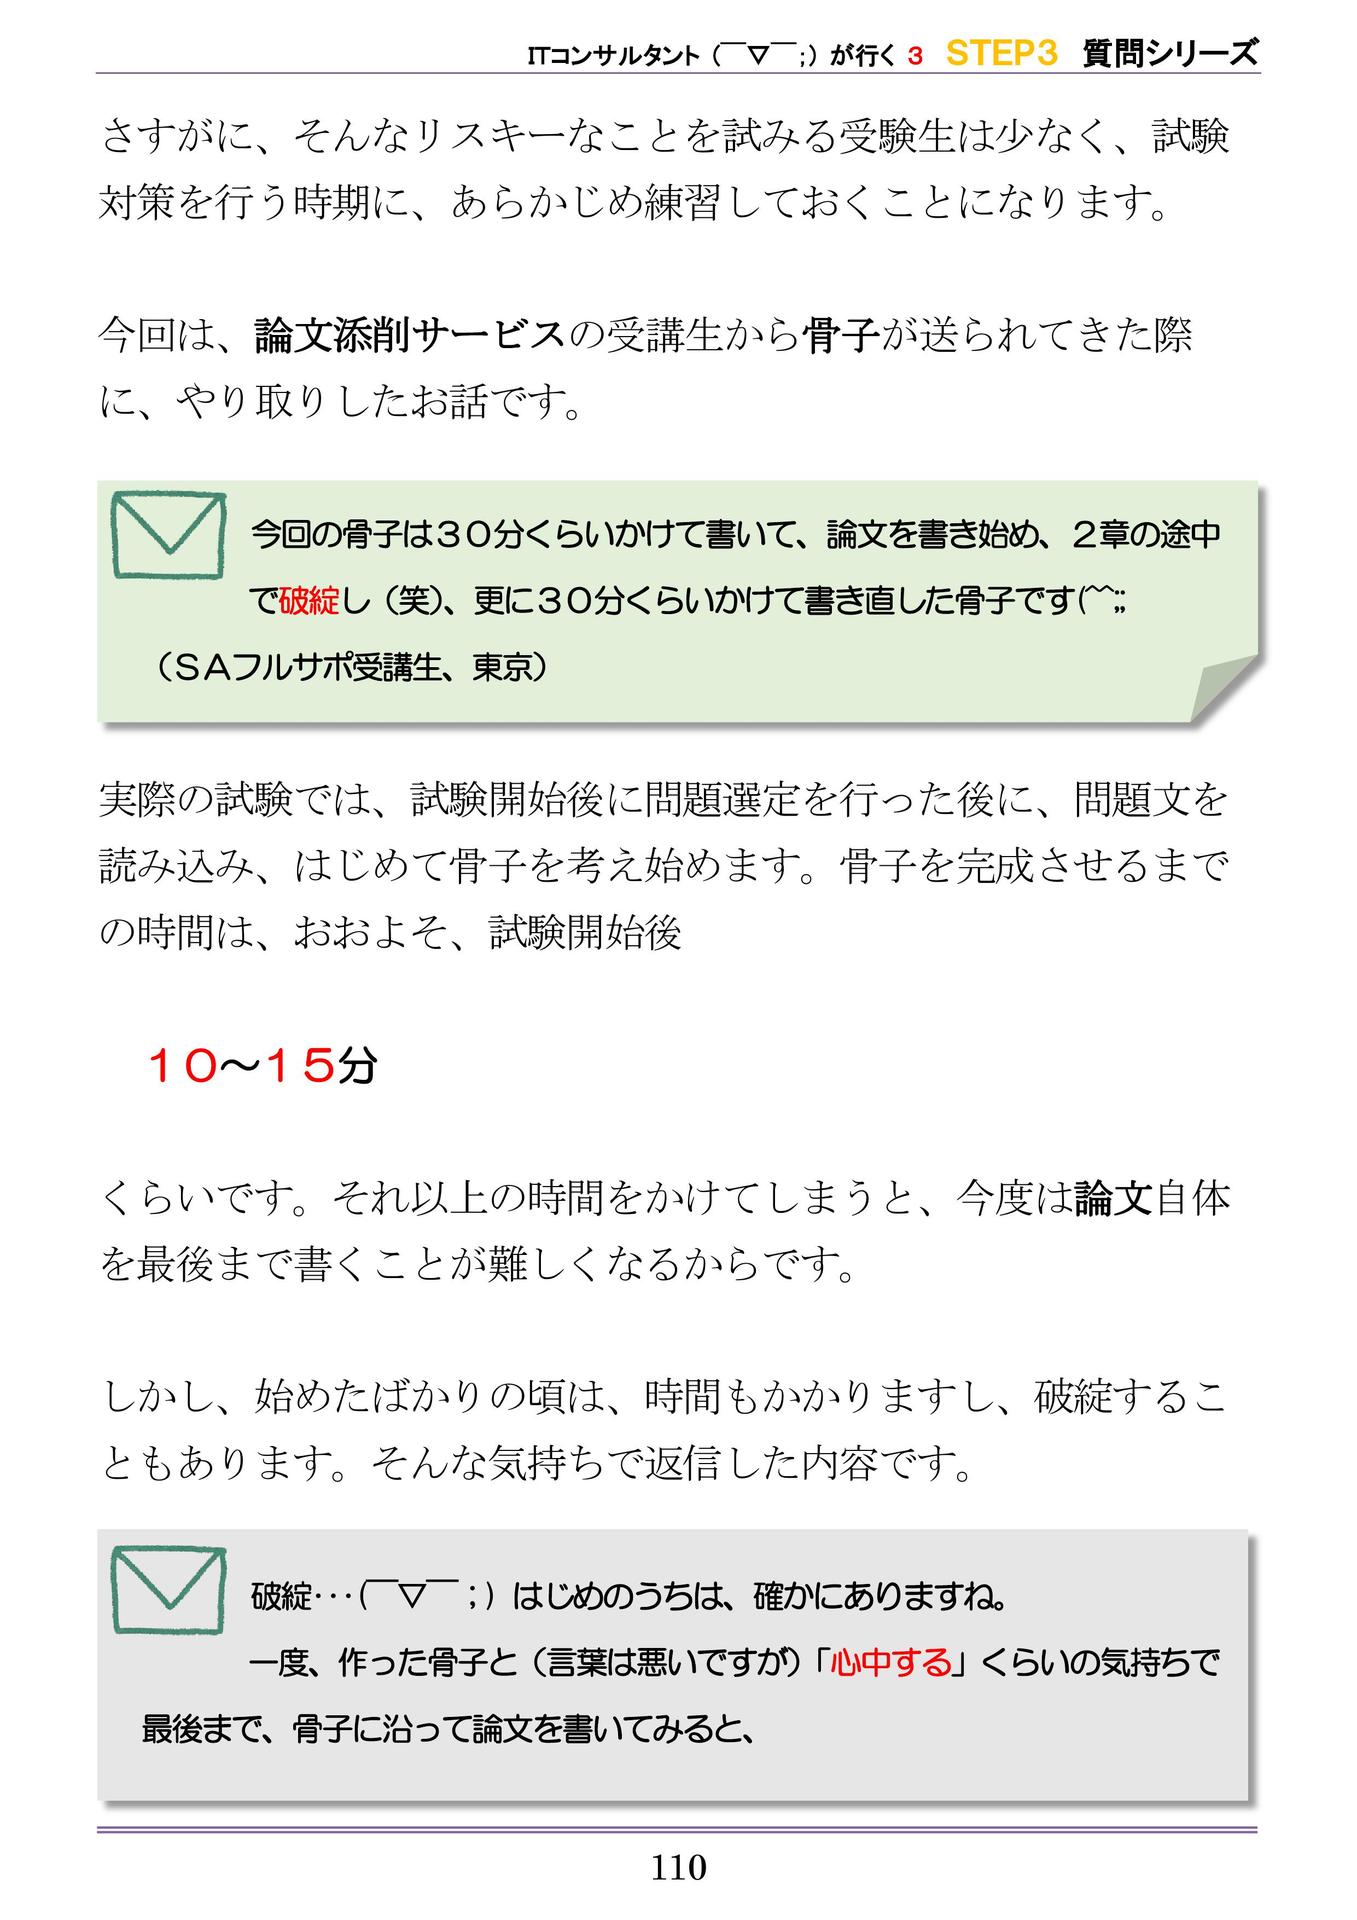 ITコンサルタント（￣▽￣;）が行く 3 STEP3 質問シリーズ
さすがに、そんなリスキーなことを試みる受験生は少なく、試験
対策を行う時期に、あらかじめ練習しておくことになります。
今回は、論文添削サービスの受講生から骨子が送られてきた際
に、やり取りしたお話です。
今回の骨子は３０分くらいかけて書いて、論文を書き始め、２章の途中
で破綻し（笑）、更に３０分くらいかけて書き直した骨子です(^^;;
（ＳＡフルサポ受講生、東京）
実際の試験では、試験開始後に問題選定を行った後に、問題文を
読み込み、はじめて骨子を考え始めます。骨子を完成させるまで
の時間は、おおよそ、試験開始後
１０～１５分
くらいです。それ以上の時間をかけてしまうと、今度は論文自体
を最後まで書くことが難しくなるからです。
しかし、始めたばかりの頃は、時間もかかりますし、破綻するこ
ともあります。そんな気持ちで返信した内容です。
破綻･･･(￣▽￣；）はじめのうちは、確かにありますね。
一度、作った骨子と（言葉は悪いですが）「心中する」くらいの気持ちで
最後まで、骨子に沿って論文を書いてみると、
110